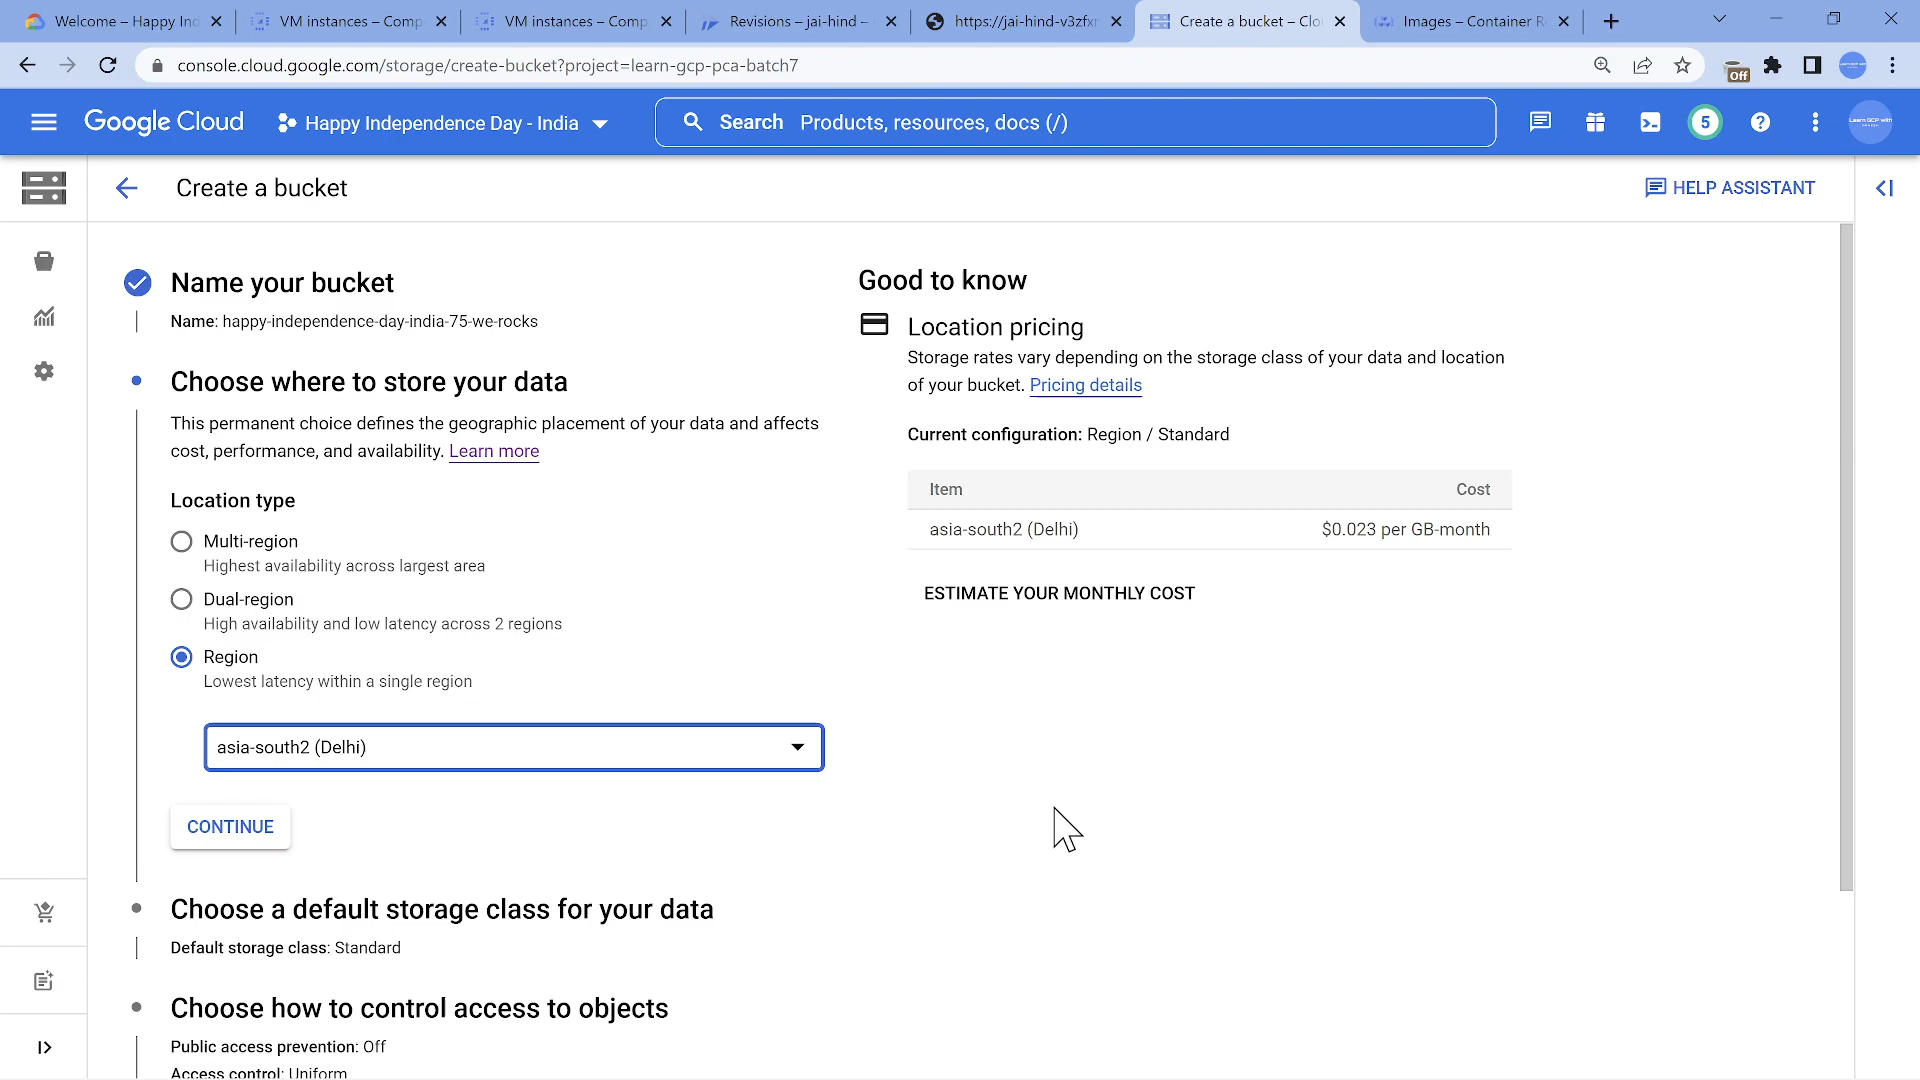 Welcome – Happy Ind
VM instances – Comp
VM instances – Comp
Revisions – jai-hind –
https://jai-hind-v3zfxn
Create a bucket – Clo
Images – Container R
console.cloud.google.com/storage/create-bucket?project=learn-gcp-pca-batch7
Off
Google Cloud
Happy Independence Day - India
Search Products, resources, docs (/)
5
Learn GCP with
Create a bucket
HELP ASSISTANT
Name your bucket
Name: happy-independence-day-india-75-we-rocks
Choose where to store your data
This permanent choice defines the geographic placement of your data and affects
cost, performance, and availability. Learn more
Location type
Multi-region
Highest availability across largest area
Dual-region
High availability and low latency across 2 regions
Region
Lowest latency within a single region
asia-south2 (Delhi)
CONTINUE
Choose a default storage class for your data
Default storage class: Standard
Choose how to control access to objects
Public access prevention: Off
Access control: Uniform
Good to know
Location pricing
Storage rates vary depending on the storage class of your data and location
of your bucket. Pricing details
Current configuration: Region / Standard
Item Cost
asia-south2 (Delhi) $0.023 per GB-month
ESTIMATE YOUR MONTHLY COST